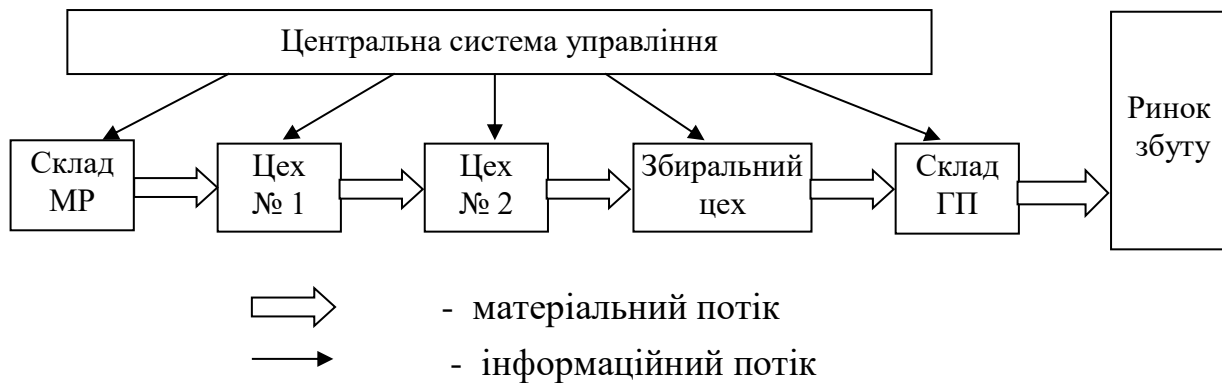 Центральна система управління
Ринок
збуту
Склад
МР
Цех
№ 1
Цех
№ 2
Збиральний
цех
Склад
ГП
- матеріальний потік
- інформаційний потік